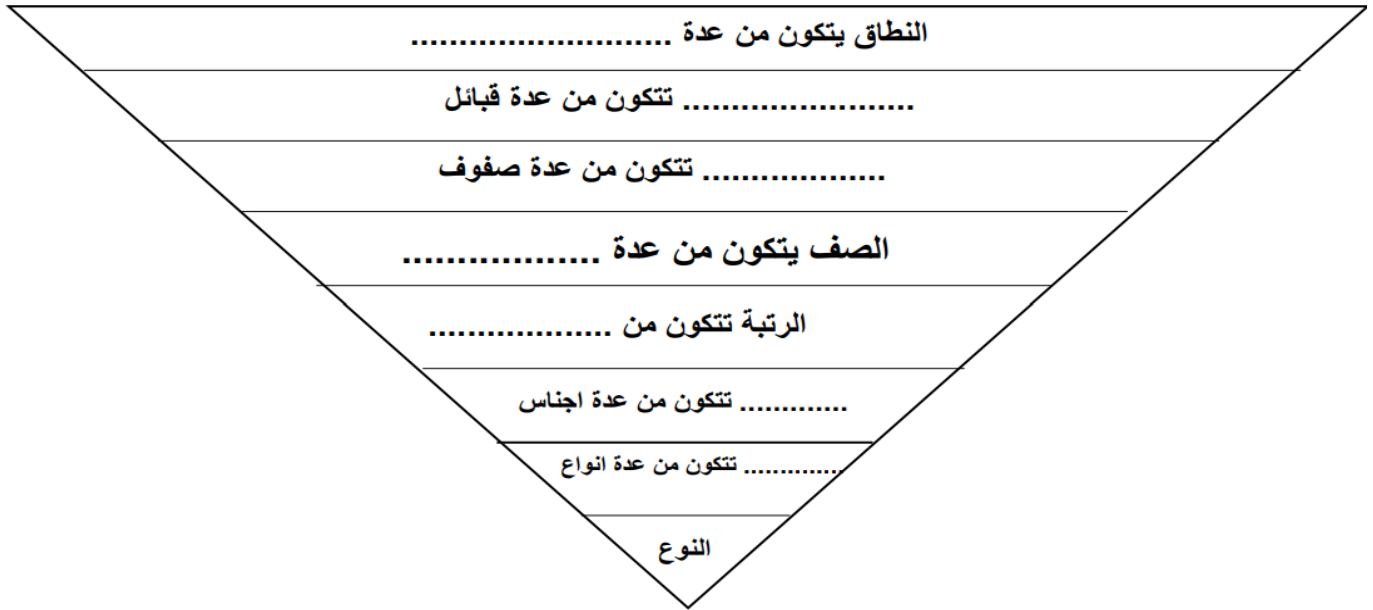 النطاق يتكون من عدة ...........................
........................ تتكون من عدة قبائل
................... تتكون من عدة صفوف
الصف يتكون من عدة ..................
الرتبة تتكون من ...................
............. تتكون من عدة اجناس
.............. تتكون من عدة انواع
النوع